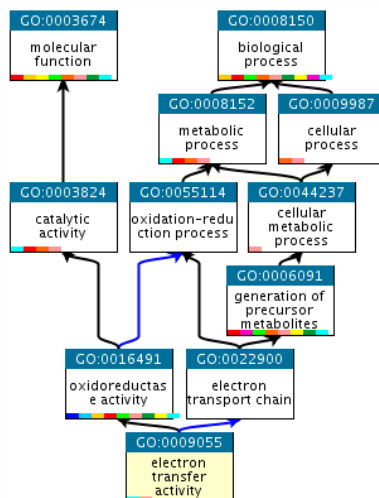 GO:0003674
molecular
function
GO:0008150
biological
process
GO:0008152
metabolic
process
GO:0009987
cellular
process
GO:0003824
catalytic
activity
GO:0055114
oxidation-redu
ction process
GO:0044237
cellular
metabolic
process
GO:0006091
generation of
precursor
metabolites
GO:0016491
oxidoreductas
e activity
GO:0022900
electron
transport chain
GO:0009055
electron
transfer
activity